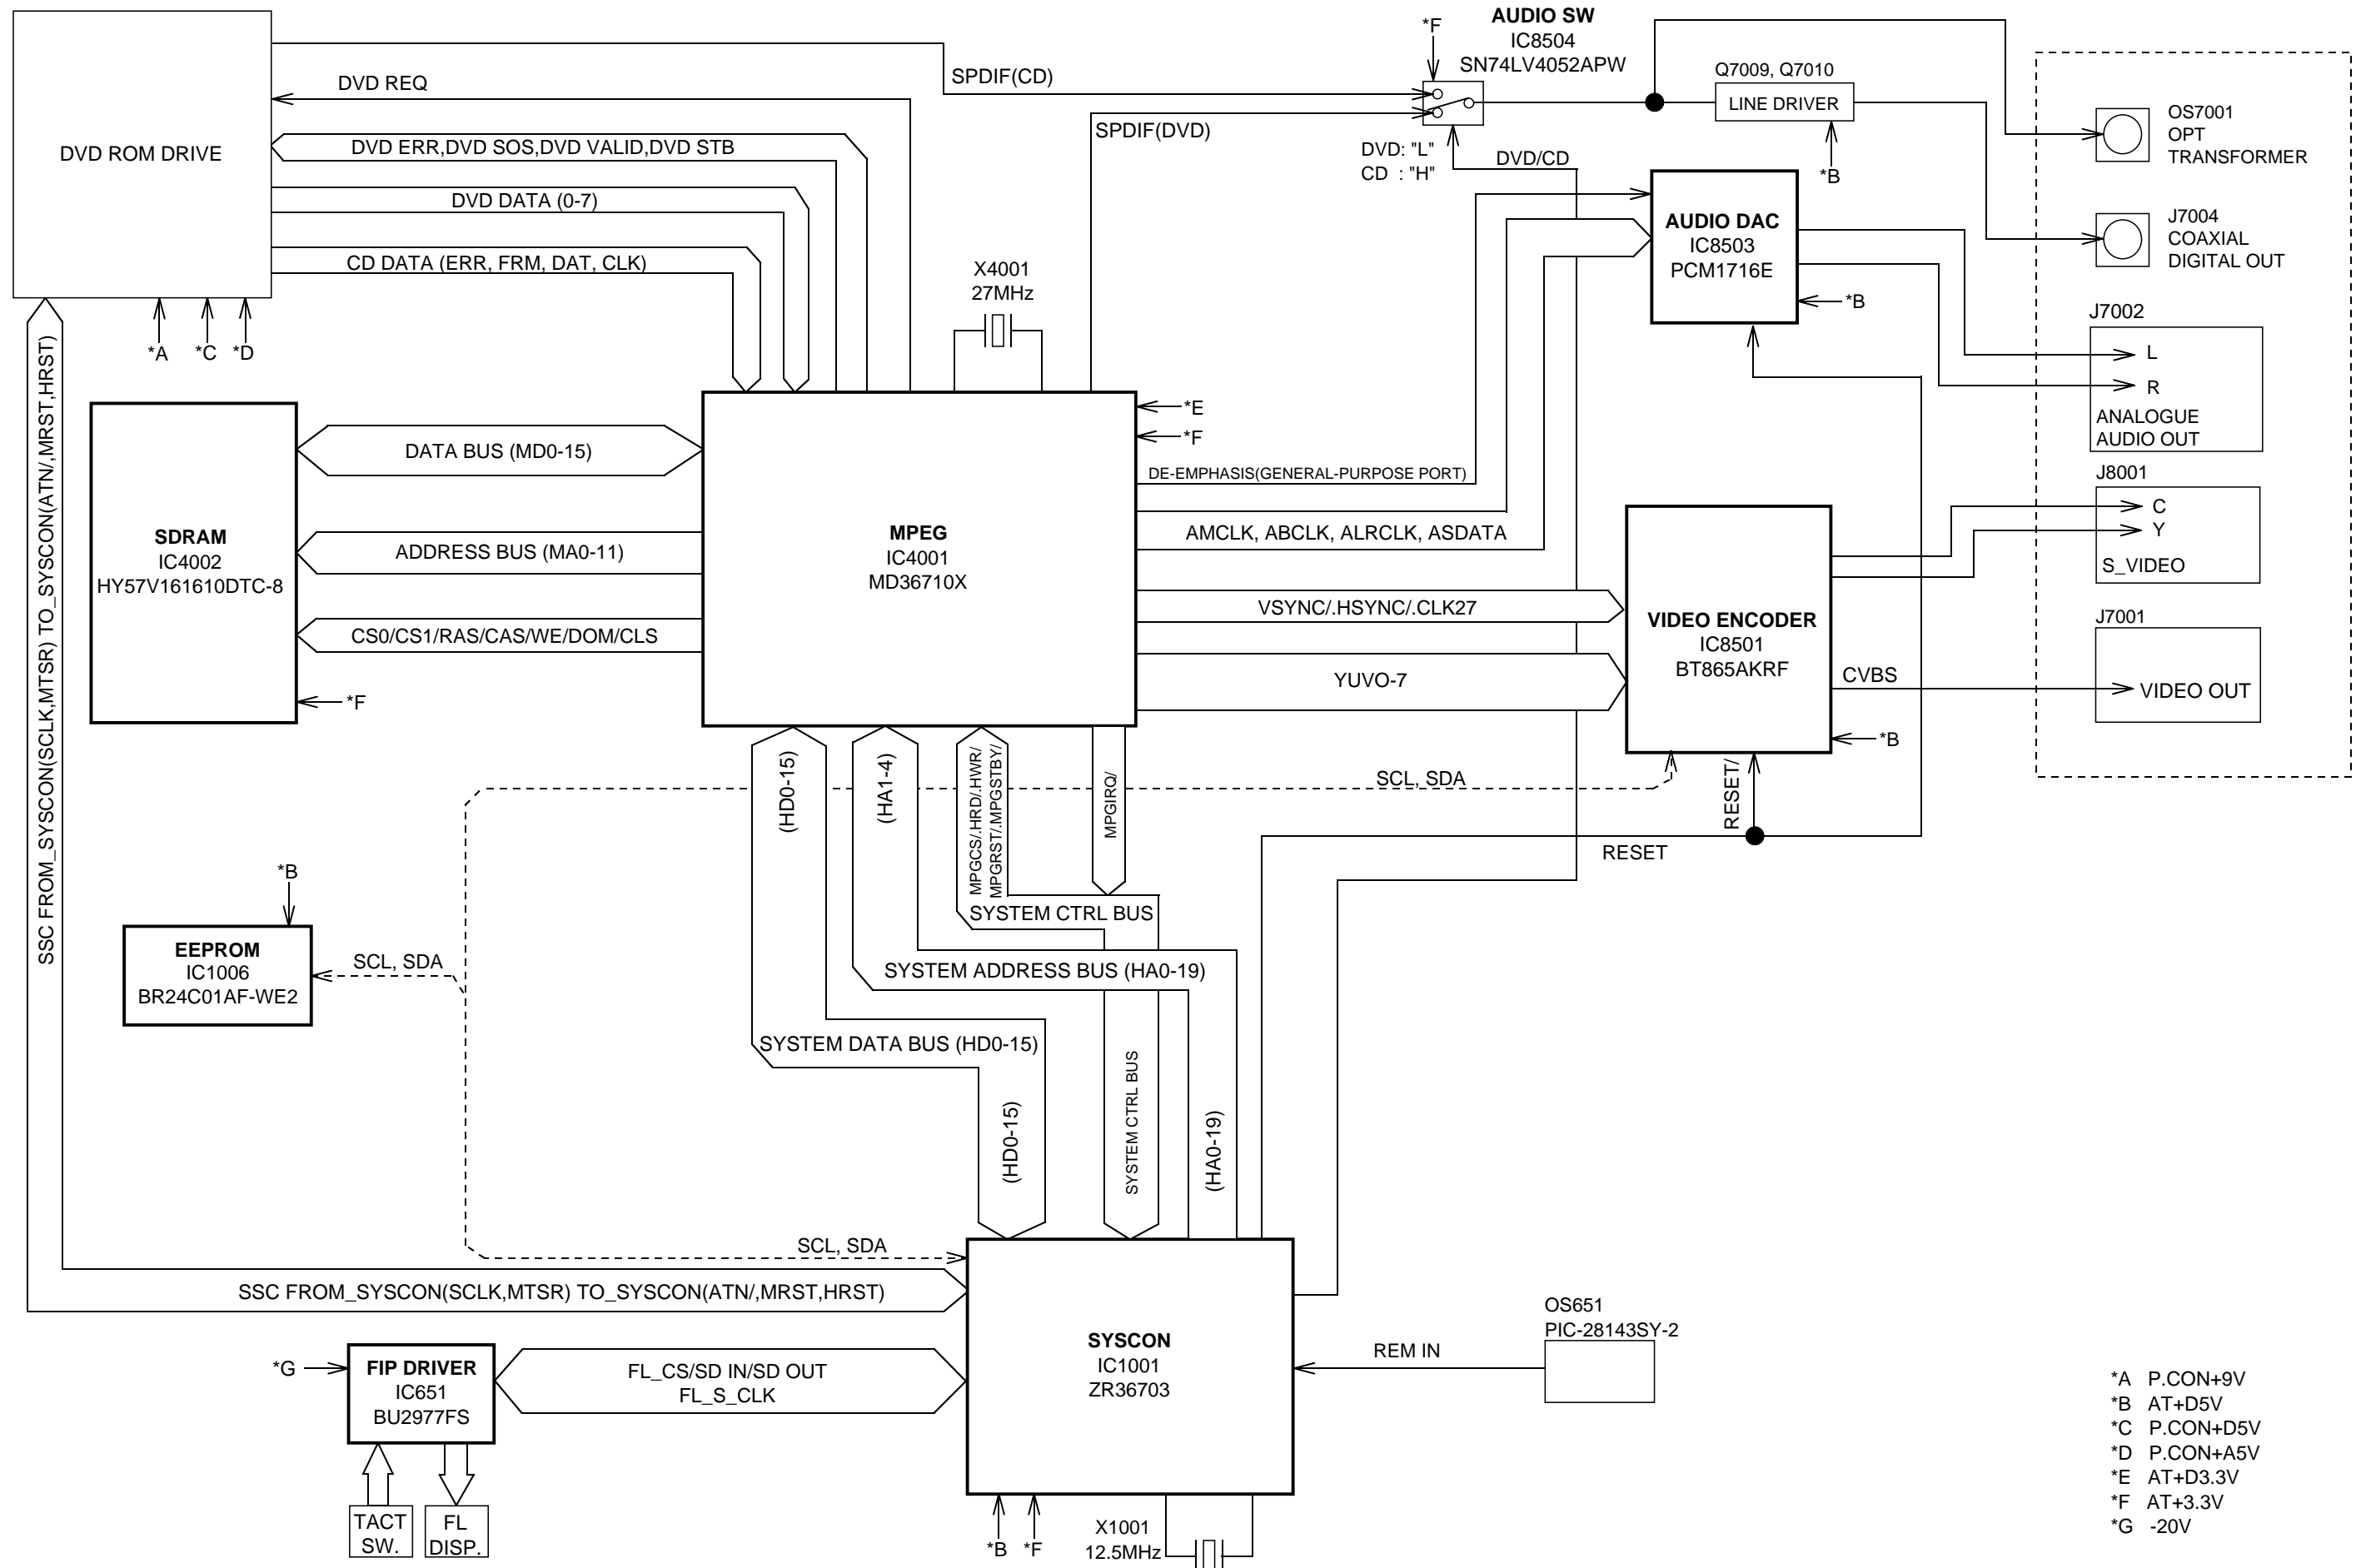 DVD ROM DRIVE
DVD REQ
DVD ERR,DVD SOS,DVD VALID,DVD STB
DVD DATA (0-7)
CD DATA (ERR, FRM, DAT, CLK)
*A
*C
*D
SPDIF(CD)
SPDIF(DVD)
*F
AUDIO SW
IC8504
SN74LV4052APW
DVD: "L"
CD : "H"
DVD/CD
Q7009, Q7010
LINE DRIVER
*B
OS7001
OPT
TRANSFORMER
J7004
COAXIAL
DIGITAL OUT
AUDIO DAC
IC8503
PCM1716E
*B
J7002
L
R
ANALOGUE
AUDIO OUT
J8001
C
Y
S_VIDEO
J7001
VIDEO OUT
X4001
27MHz
SDRAM
IC4002
HY57V161610DTC-8
*F
DATA BUS (MD0-15)
ADDRESS BUS (MA0-11)
CS0/CS1/RAS/CAS/WE/DOM/CLS
MPEG
IC4001
MD36710X
*E
*F
DE-EMPHASIS(GENERAL-PURPOSE PORT)
AMCLK, ABCLK, ALRCLK, ASDATA
VSYNC/.HSYNC/.CLK27
YUVO-7
VIDEO ENCODER
IC8501
BT865AKRF
CVBS
*B
SCL, SDA
RESET/
RESET
(HD0-15)
(HA1-4)
MPGCS/.HRD/.HWR/
MPGRST/.MPGSTBY/
MPGIRQ/
SYSTEM CTRL BUS
SYSTEM ADDRESS BUS (HA0-19)
SYSTEM DATA BUS (HD0-15)
(HD0-15)
SYSTEM CTRL BUS
(HA0-19)
SSC FROM_SYSCON(SCLK,MTSR) TO_SYSCON(ATN/,MRST,HRST)
*B
EEPROM
IC1006
BR24C01AF-WE2
SCL, SDA
SCL, SDA
SSC FROM_SYSCON(SCLK,MTSR) TO_SYSCON(ATN/,MRST,HRST)
*G
FIP DRIVER
IC651
BU2977FS
FL_CS/SD IN/SD OUT
FL_S_CLK
TACT
SW.
FL
DISP.
SYSCON
IC1001
ZR36703
*B
*F
X1001
12.5MHz
REM IN
OS651
PIC-28143SY-2
*A P.CON+9V
*B AT+D5V
*C P.CON+D5V
*D P.CON+A5V
*E AT+D3.3V
*F AT+3.3V
*G -20V